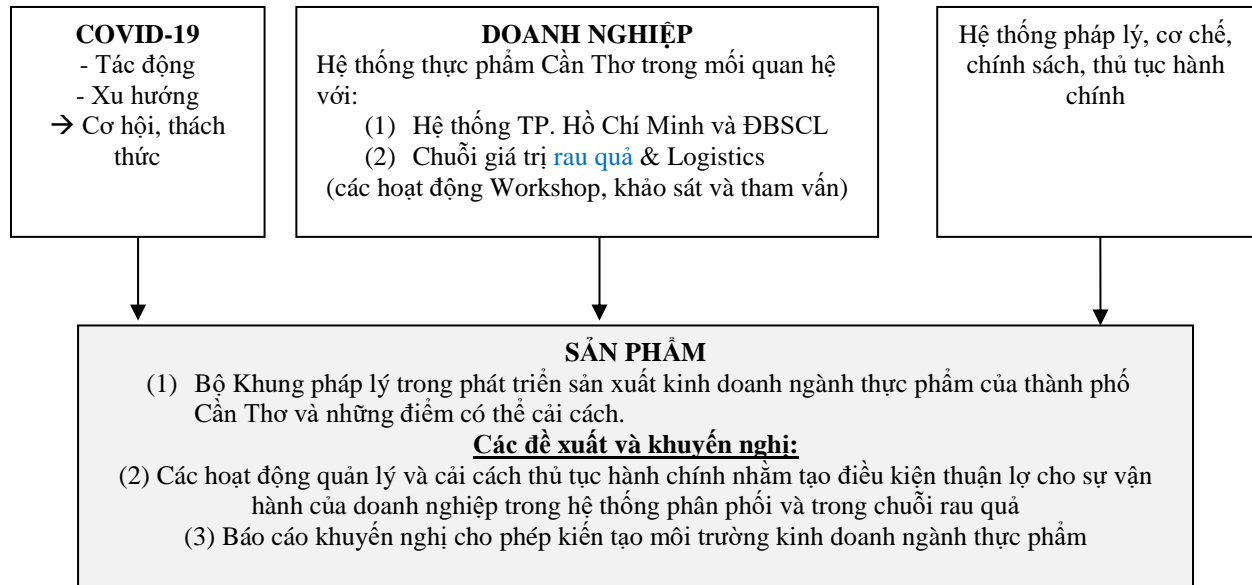 COVID-19
- Tác động
- Xu hướng
→ Cơ hội, thách
thức
DOANH NGHIỆP
Hệ thống thực phẩm Cần Thơ trong mối quan hệ
với:
(1) Hệ thống TP. Hồ Chí Minh và ĐBSCL
(2) Chuỗi giá trị rau quả & Logistics
(các hoạt động Workshop, khảo sát và tham vấn)
Hệ thống pháp lý, cơ chế,
chính sách, thủ tục hành
chính
SẢN PHẨM
(1) Bộ Khung pháp lý trong phát triển sản xuất kinh doanh ngành thực phẩm của thành phố
Cần Thơ và những điểm có thể cải cách.
Các đề xuất và khuyến nghị:
(2) Các hoạt động quản lý và cải cách thủ tục hành chính nhằm tạo điều kiện thuận lợ cho sự vận
hành của doanh nghiệp trong hệ thống phân phối và trong chuỗi rau quả
(3) Báo cáo khuyến nghị cho phép kiến tạo môi trường kinh doanh ngành thực phẩm